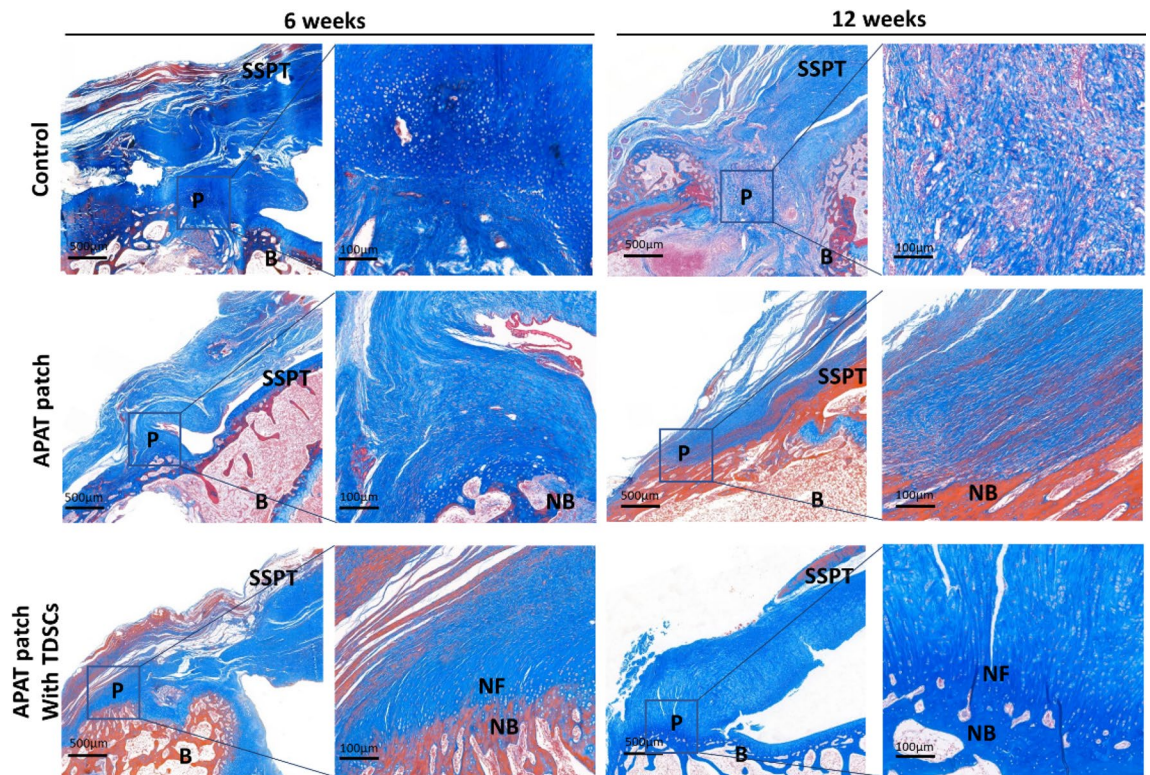 6 weeks
12 weeks
Control
SSPT
P
B
500μm
100μm
SSPT
P
B
500μm
100μm
APAT patch
SSPT
P
B
500μm
NB
100μm
SSPT
P
B
500μm
NB
100μm
APAT patch
With TDSCs
SSPT
P
B
500μm
NF
NB
100μm
SSPT
P
B
500μm
NF
NB
100μm